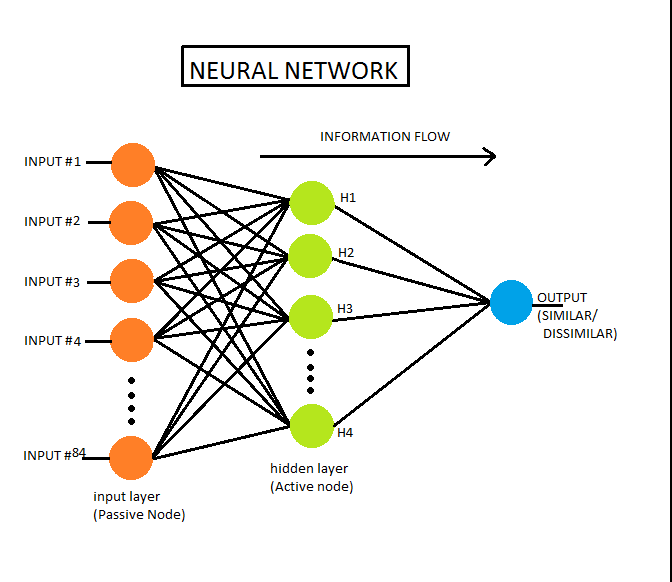 NEURAL NETWORK
INFORMATION FLOW
INPUT #1
INPUT #2
INPUT #3
INPUT #4
INPUT #84
H1
H2
H3
H4
OUTPUT
(SIMILAR/
DISSIMILAR)
input layer
(Passive Node)
hidden layer
(Active node)